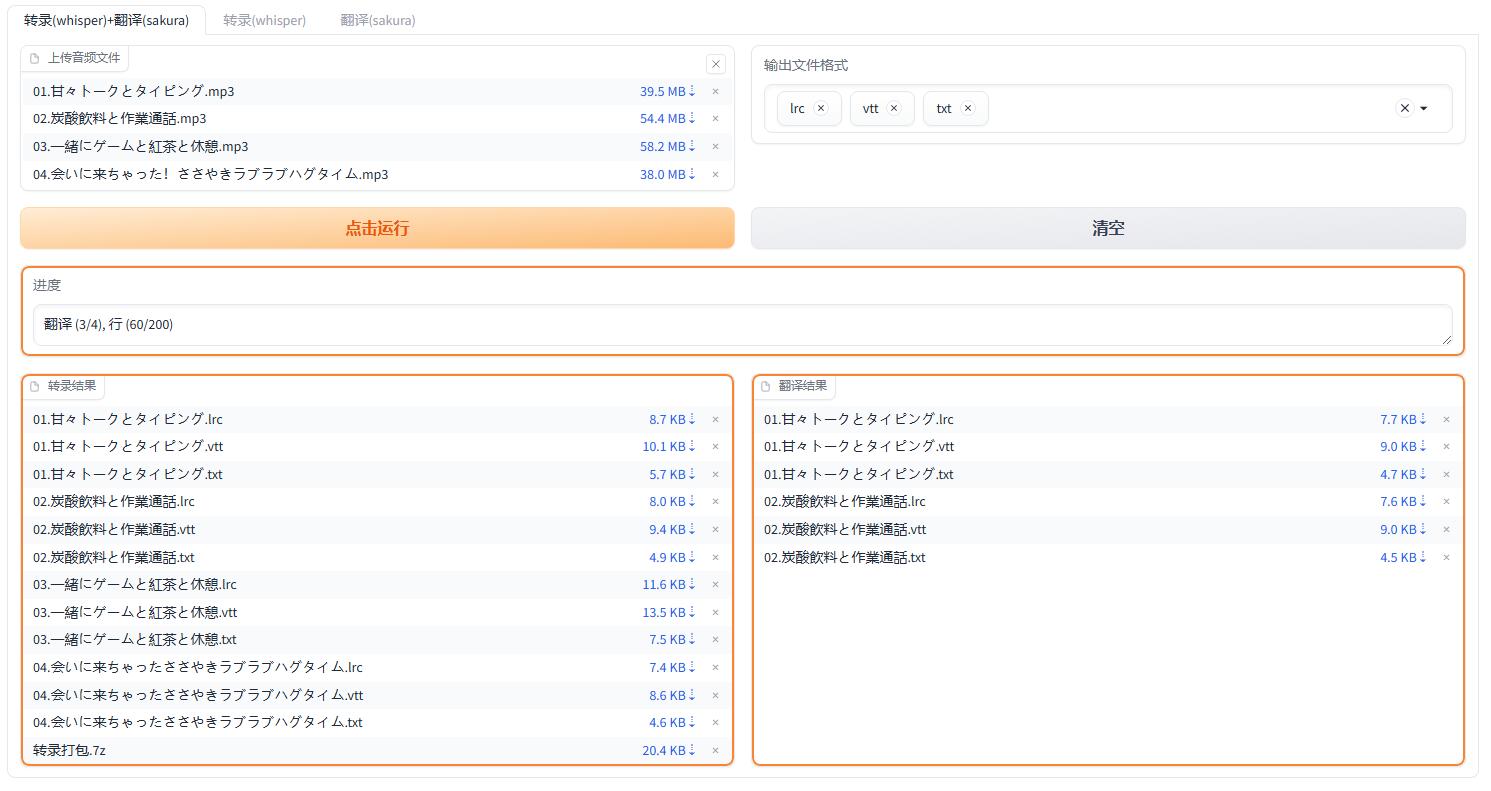 转录(whisper)+翻译(sakura) 转录(whisper) 翻译(sakura)
上传音频文件
01.甘々トークとタイピング.mp3 39.5 MB⇣ ×
02.炭酸飲料と作業通話.mp3 54.4 MB⇣ ×
03.一緒にゲームと紅茶と休憩.mp3 58.2 MB⇣ ×
04.会いに来ちゃった！ささやきラブラブハグタイム.mp3 38.0 MB⇣ ×
输出文件格式
lrc vtt txt
点击运行 清空
进度
翻译 (3/4), 行 (60/200)
转录结果
01.甘々トークとタイピング.lrc 8.7 KB⇣ ×
01.甘々トークとタイピング.vtt 10.1 KB⇣ ×
01.甘々トークとタイピング.txt 5.7 KB⇣ ×
02.炭酸飲料と作業通話.lrc 8.0 KB⇣ ×
02.炭酸飲料と作業通話.vtt 9.4 KB⇣ ×
02.炭酸飲料と作業通話.txt 4.9 KB⇣ ×
03.一緒にゲームと紅茶と休憩.lrc 11.6 KB⇣ ×
03.一緒にゲームと紅茶と休憩.vtt 13.5 KB⇣ ×
03.一緒にゲームと紅茶と休憩.txt 7.5 KB⇣ ×
04.会いに来ちゃったささやきラブラブハグタイム.lrc 7.4 KB⇣ ×
04.会いに来ちゃったささやきラブラブハグタイム.vtt 8.6 KB⇣ ×
04.会いに来ちゃったささやきラブラブハグタイム.txt 4.6 KB⇣ ×
转录打包.7z 20.4 KB⇣ ×
翻译结果
01.甘々トークとタイピング.lrc 7.7 KB⇣ ×
01.甘々トークとタイピング.vtt 9.0 KB⇣ ×
01.甘々トークとタイピング.txt 4.7 KB⇣ ×
02.炭酸飲料と作業通話.lrc 7.6 KB⇣ ×
02.炭酸飲料と作業通話.vtt 9.0 KB⇣ ×
02.炭酸飲料と作業通話.txt 4.5 KB⇣ ×